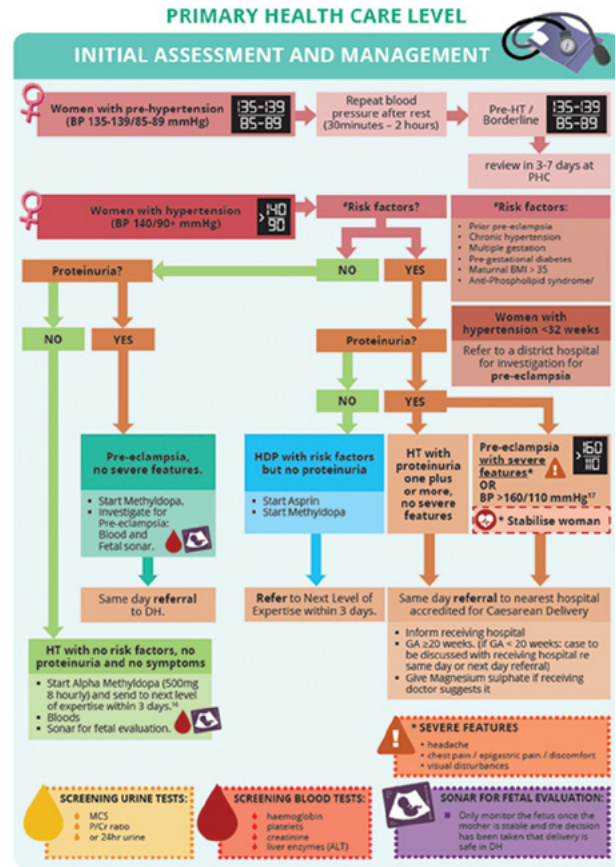 PRIMARY HEALTH CARE LEVEL
INITIAL ASSESSMENT AND MANAGEMENT
Women with pre-hypertension
(BP 135-139/85-89 mmHg)
135-139
85-89
Repeat blood
pressure after rest
(30minutes – 2 hours)
Pre-HT /
Borderline
135-139
85-89
review in 3-7 days at
PHC
Women with hypertension
(BP 140/90+ mmHg)
>140
90
#Risk factors?
#Risk factors:
• Prior pre-eclampsia
• Chronic hypertension
• Multiple gestation
• Pre-gestational diabetes
• Maturnal BMI > 35
• Anti-Phospholipid syndrome/
NO
YES
Proteinuria?
NO
YES
Women with
hypertension <32 weeks
Refer to a district hospital
for investigation for
pre-eclampsia
Proteinuria?
NO
YES
Pre-eclampsia,
no severe features.
• Start Methyldopa.
• Investigate for
Pre-eclampsia:
Blood and
Fetal sonar.
Same day referral
to DH.
HDP with risk factors
but no proteinuria
• Start Asprin
• Start Methyldopa
Refer to Next Level of
Expertise within 3 days.
HT with
proteinuria
one plus
or more,
no severe
features
Pre-eclampsia
with severe
features*
OR
BP >160/110 mmHg17
>160
110
* Stabilise woman
Same day referral to nearest hospital
accredited for Caesarean Delivery
• Inform receiving hospital
• GA ≥20 weeks. (if GA < 20 weeks: case to
be discussed with receiving hospital re
same day or next day referral)
• Give Magnesium sulphate if receiving
doctor suggests it
HT with no risk factors, no
proteinuria and no symptoms
• Start Alpha Methyldopa (500mg
8 hourly) and send to next level
of expertise within 3 days.16
• Bloods
• Sonar for fetal evaluation.
* SEVERE FEATURES
• headache
• chest pain / epigastric pain / discomfort
• visual disturbances
SCREENING URINE TESTS:
MCS
P/Cr ratio
or 24hr urine
SCREENING BLOOD TESTS:
haemoglobin
platelets
creatinine
liver enzymes (ALT)
SONAR FOR FETAL EVALUATION:
Only monitor the fetus once the
mother is stable and the decision
has been taken that delivery is
safe in DH